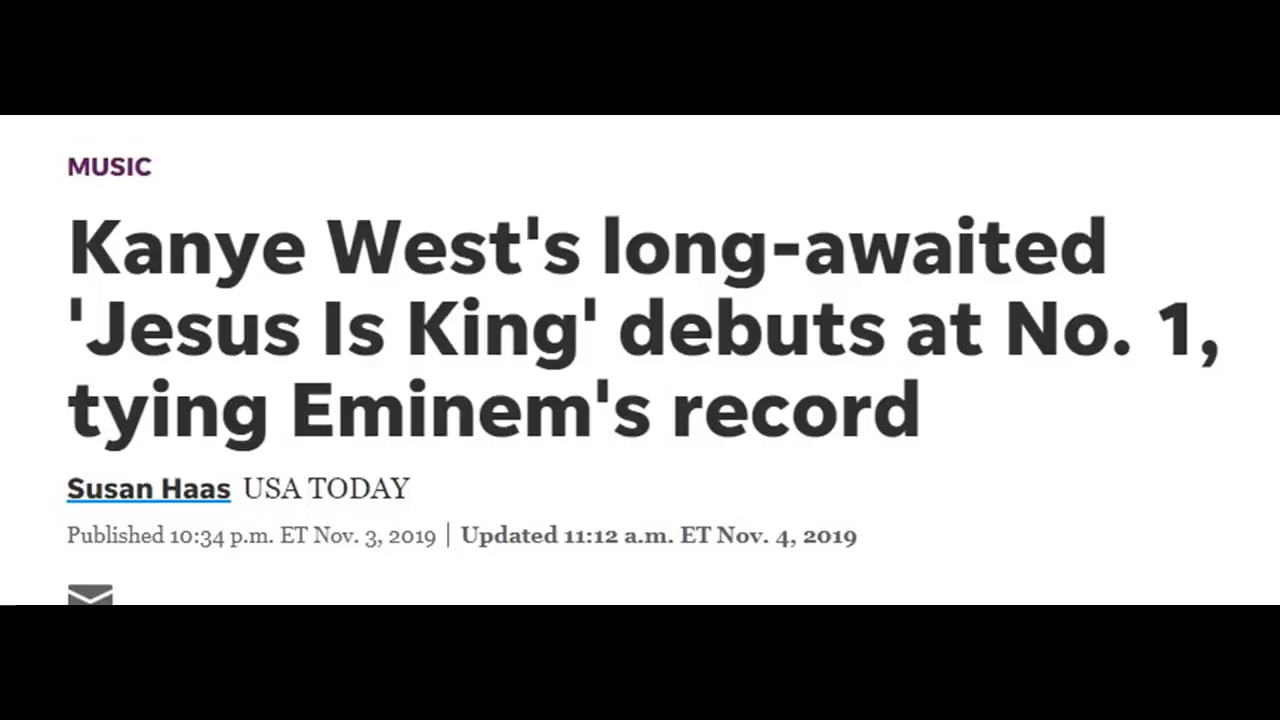 MUSIC
Kanye West's long-awaited
'Jesus Is King' debuts at No. 1,
tying Eminem's record
Susan Haas USA TODAY
Published 10:34 p.m. ET Nov. 3, 2019 | Updated 11:12 a.m. ET Nov. 4, 2019